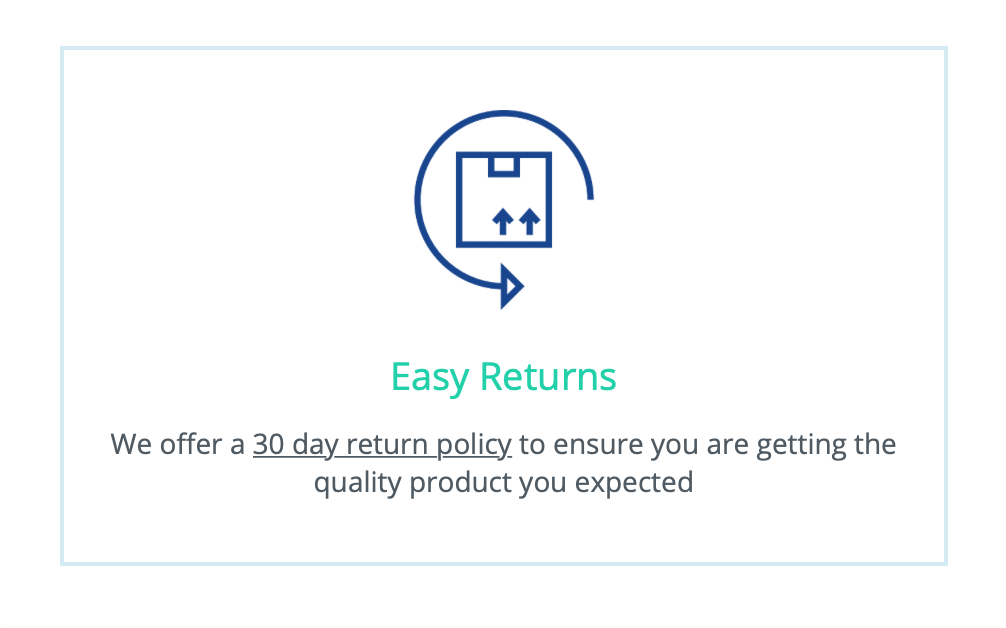 Easy Returns
We offer a 30 day return policy to ensure you are getting the
quality product you expected